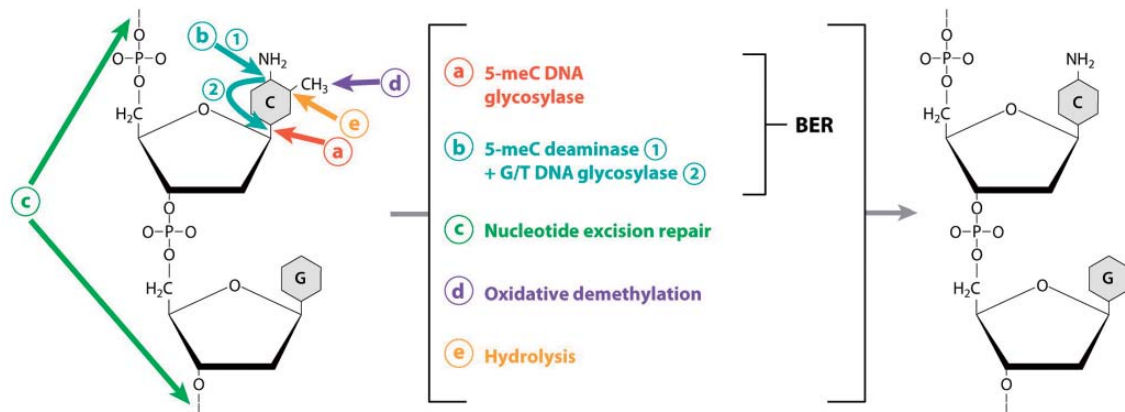 O
O-P-O
O
H₂C
O
b 1
NH₂
2
C
CH₃
d
e
a
c
O
O-P-O
O
H₂C
O
G
O
a 5-meC DNA
glycosylase
b 5-meC deaminase 1
+ G/T DNA glycosylase 2
BER
c Nucleotide excision repair
d Oxidative demethylation
e Hydrolysis
O
O-P-O
O
H₂C
O
NH₂
C
O
O-P-O
O
H₂C
O
G
O